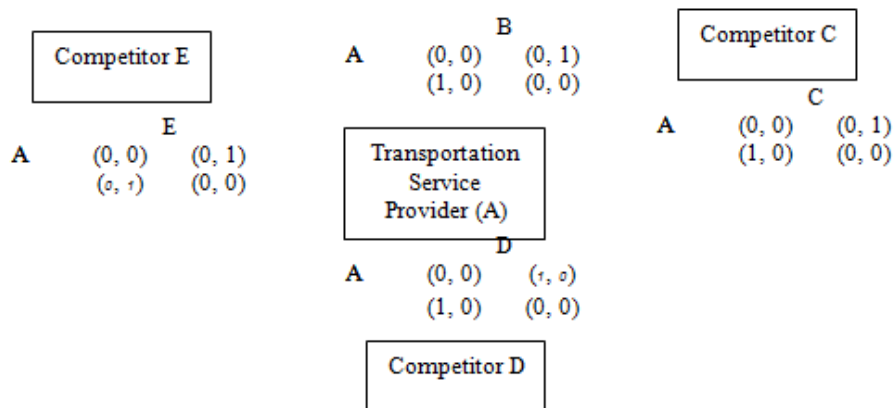 Competitor E
E
A (0, 0) (0, 1)
(0, 1) (0, 0)
B
A (0, 0) (0, 1)
(1, 0) (0, 0)
Transportation
Service
Provider (A)
D
A (0, 0) (1, 0)
(1, 0) (0, 0)
Competitor D
Competitor C
C
A (0, 0) (0, 1)
(1, 0) (0, 0)